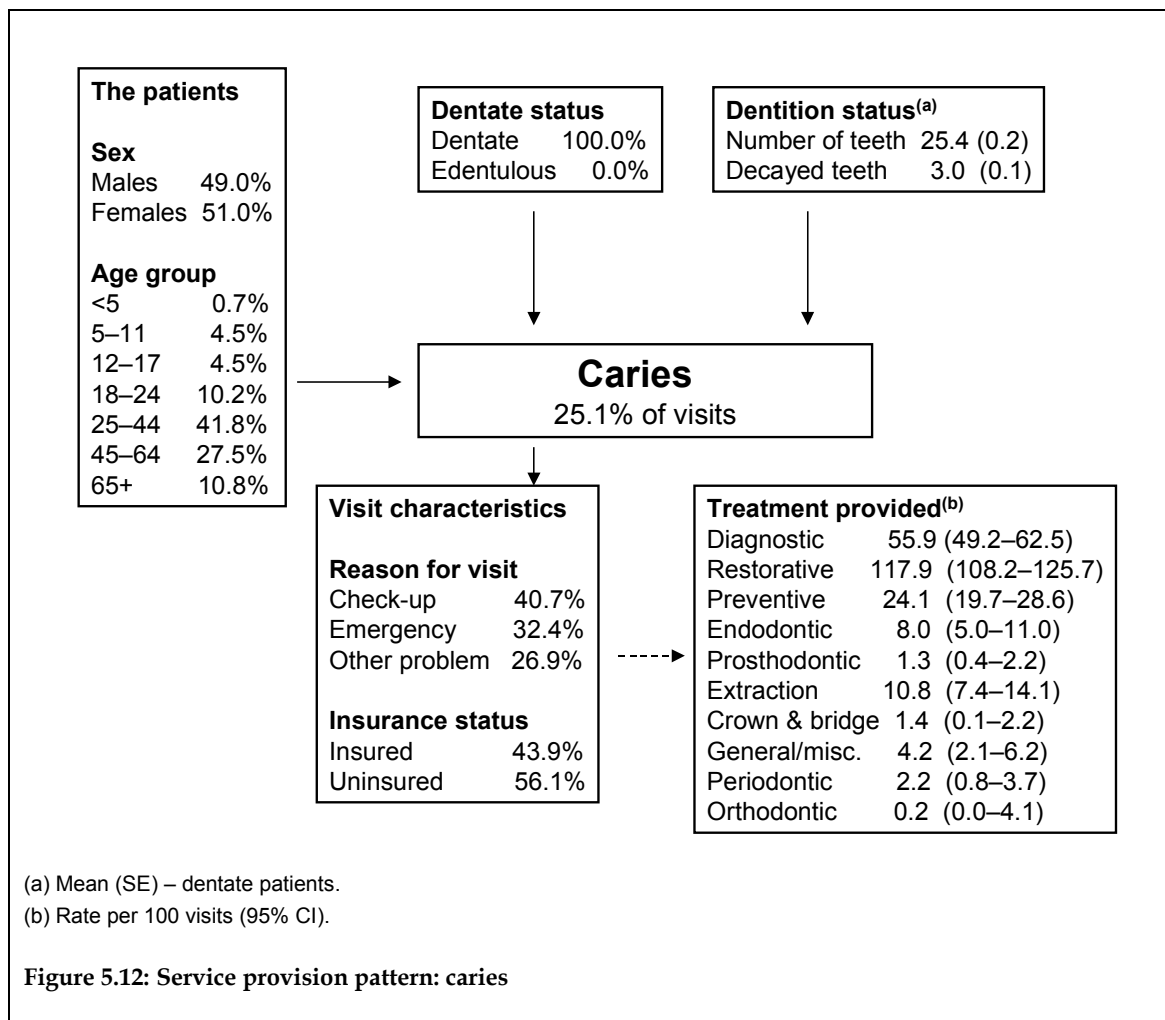 The patients
Sex
Males 49.0%
Females 51.0%
Age group
<5 0.7%
5–11 4.5%
12–17 4.5%
18–24 10.2%
25–44 41.8%
45–64 27.5%
65+ 10.8%
Dentate status
Dentate 100.0%
Edentulous 0.0%
Dentition status(a)
Number of teeth 25.4 (0.2)
Decayed teeth 3.0 (0.1)
Caries
25.1% of visits
Visit characteristics
Reason for visit
Check-up 40.7%
Emergency 32.4%
Other problem 26.9%
Insurance status
Insured 43.9%
Uninsured 56.1%
Treatment provided(b)
Diagnostic 55.9 (49.2–62.5)
Restorative 117.9 (108.2–125.7)
Preventive 24.1 (19.7–28.6)
Endodontic 8.0 (5.0–11.0)
Prosthodontic 1.3 (0.4–2.2)
Extraction 10.8 (7.4–14.1)
Crown & bridge 1.4 (0.1–2.2)
General/misc. 4.2 (2.1–6.2)
Periodontic 2.2 (0.8–3.7)
Orthodontic 0.2 (0.0–4.1)
(a) Mean (SE) – dentate patients.
(b) Rate per 100 visits (95% CI).
Figure 5.12: Service provision pattern: caries